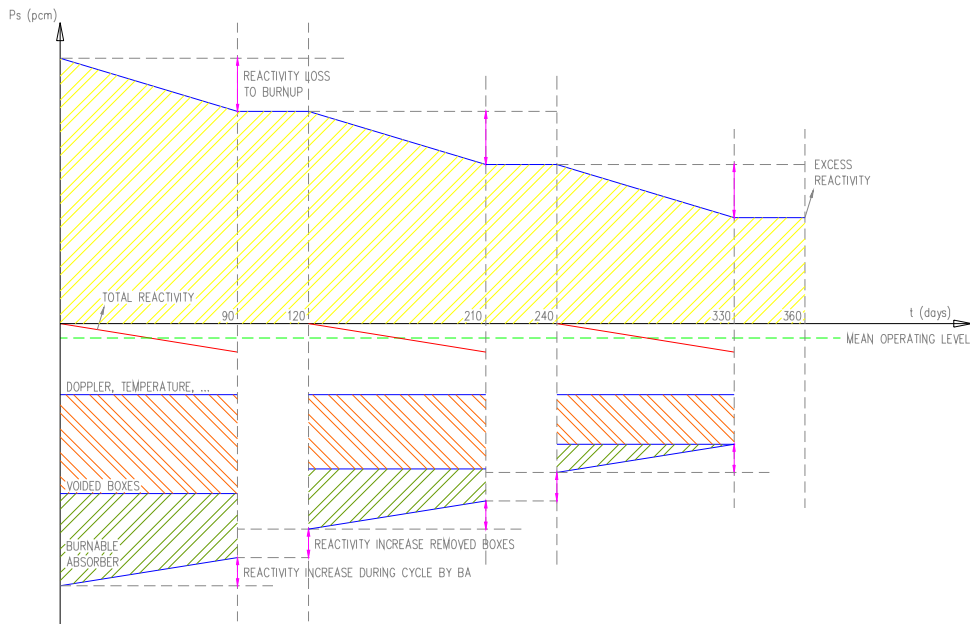 Ps (pcm)
REACTIVITY LOSS
TO BURNUP
EXCESS
REACTIVITY
TOTAL REACTIVITY
90
120
210
240
330
360
t (days)
MEAN OPERATING LEVEL
DOPPLER, TEMPERATURE, ...
VOIDED BOXES
BURNABLE
ABSORBER
REACTIVITY INCREASE REMOVED BOXES
REACTIVITY INCREASE DURING CYCLE BY BA